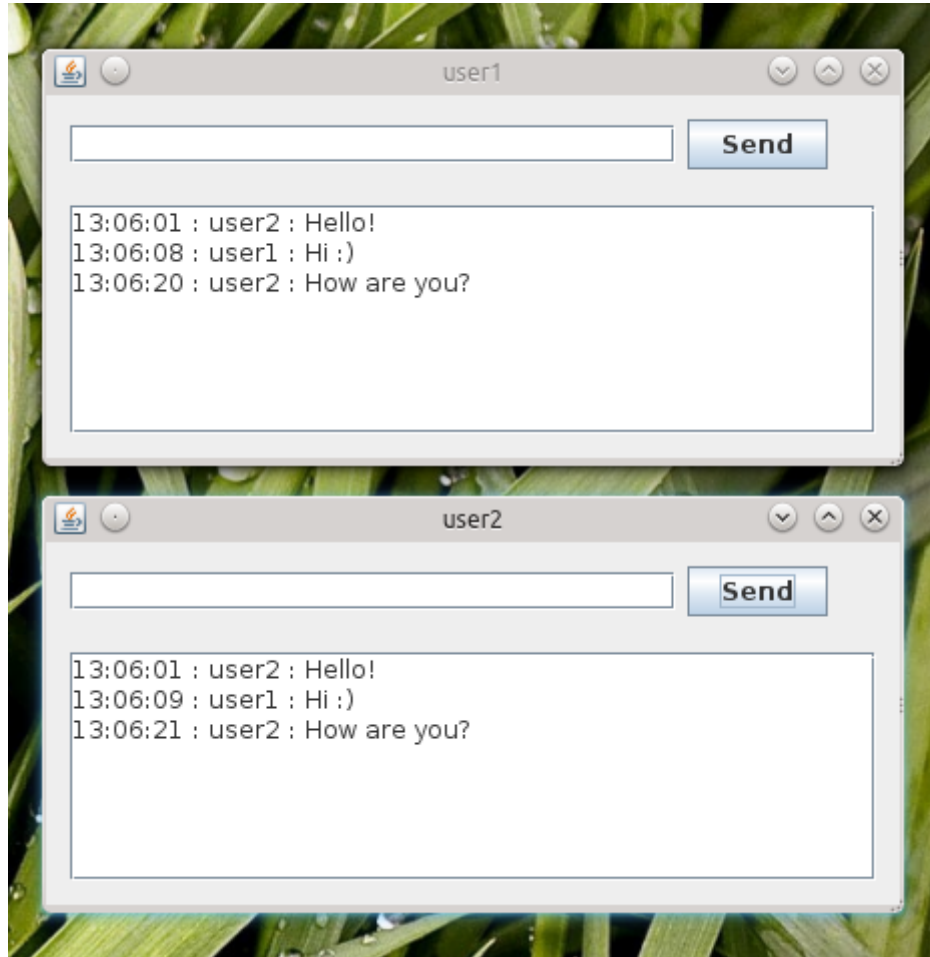 user1
Send
13:06:01 : user2 : Hello!
13:06:08 : user1 : Hi :)
13:06:20 : user2 : How are you?
user2
Send
13:06:01 : user2 : Hello!
13:06:09 : user1 : Hi :)
13:06:21 : user2 : How are you?